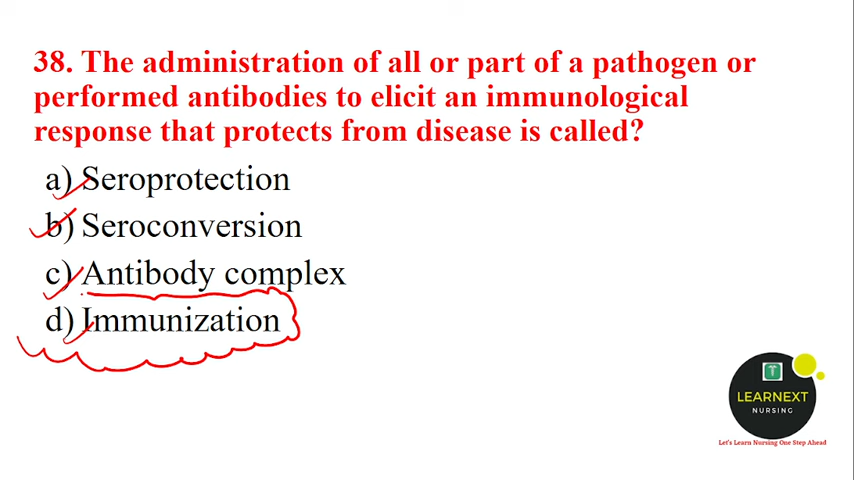 38. The administration of all or part of a pathogen or
performed antibodies to elicit an immunological
response that protects from disease is called?
a) Seroprotection
b) Seroconversion
c) Antibody complex
d) Immunization
LEARNEXT
NURSING
Let's Learn Nursing One Step Ahead